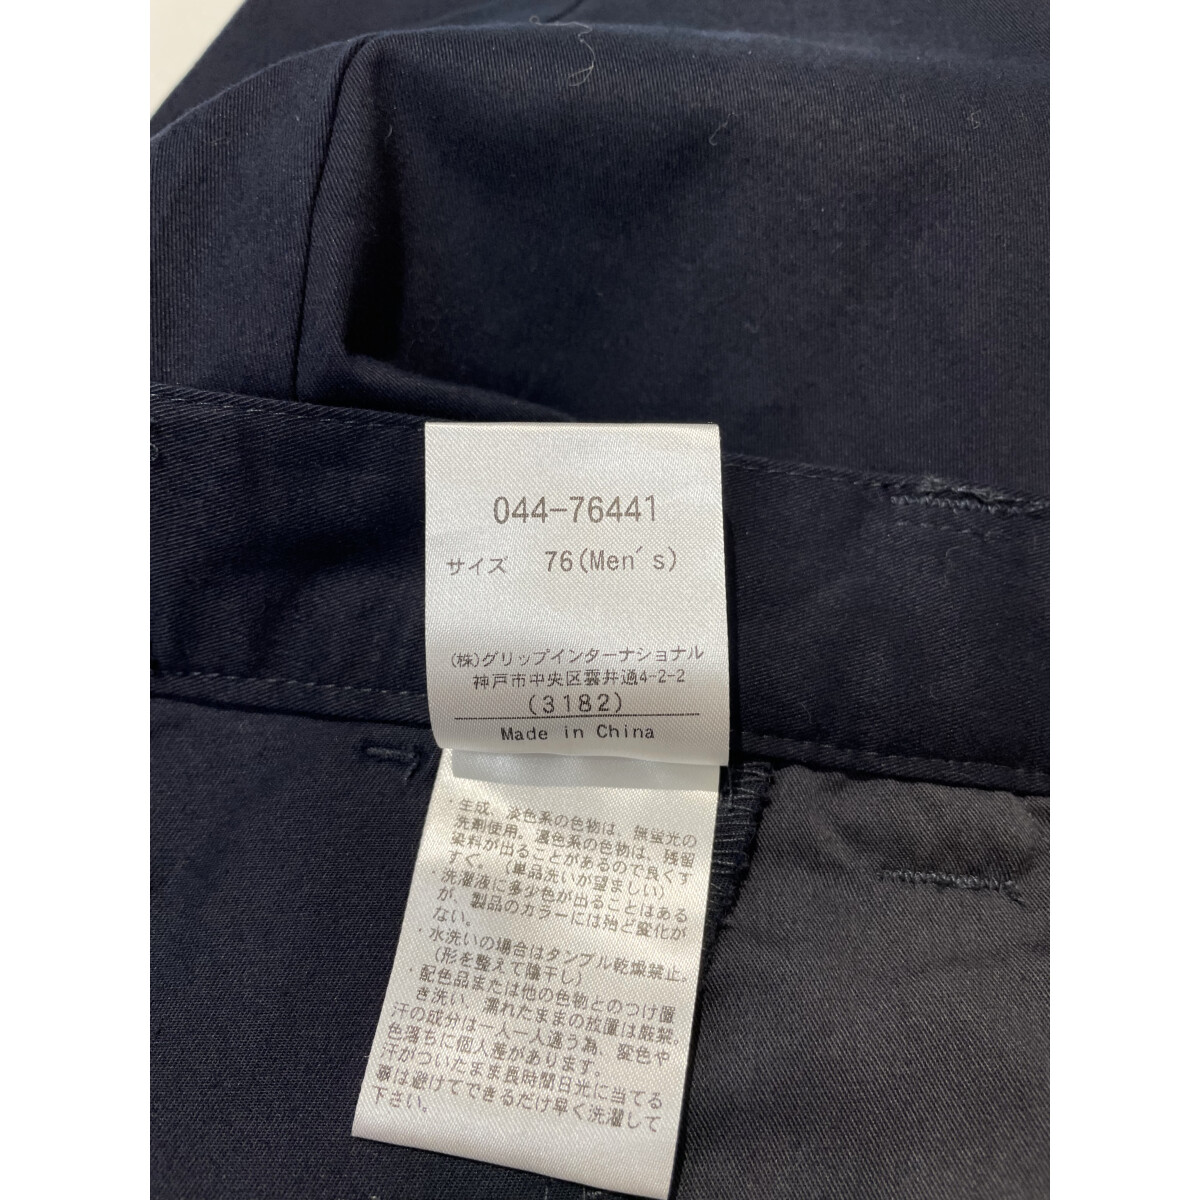 044-76441
サイズ 76(Men's)
(株)グリップインターナショナル
神戸市中央区雲井通4-2-2
(3182)
Made in China
・生成、淡色系の色物は、無蛍光の
洗剤使用。濃色系の色物は、残留
染料が出ることがあるので良くす
すぐ。(単品洗いが望ましい)
・洗濯液に多少色が出ることはある
が、製品のカラーには殆ど変化が
ない。
・水洗いの場合はタンブル乾燥禁止。
(形を整えて陰干し)
・配色品または他の色物とのつけ置
き洗い、濡れたままの放置は厳禁。
汗の成分は一人一人違う為、変色や
色落ちに個人差があります。
汗がついたまま長時間日光に当てる
事は避けてできるだけ早く洗濯して
下さい。